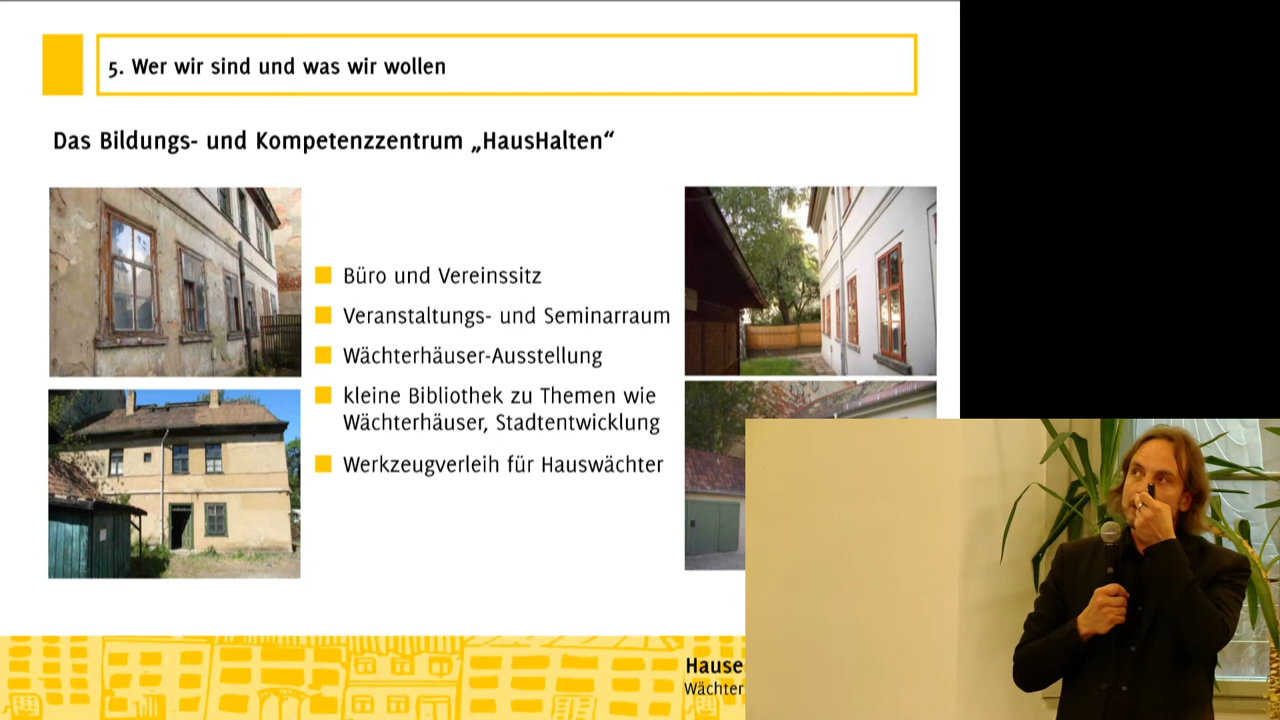 5. Wer wir sind und was wir wollen
Das Bildungs- und Kompetenzzentrum „HausHalten“
Büro und Vereinssitz
Veranstaltungs- und Seminarraum
Wächterhäuser-Ausstellung
kleine Bibliothek zu Themen wie
Wächterhäuser, Stadtentwicklung
Werkzeugverleih für Hauswächter
Hause
Wächter